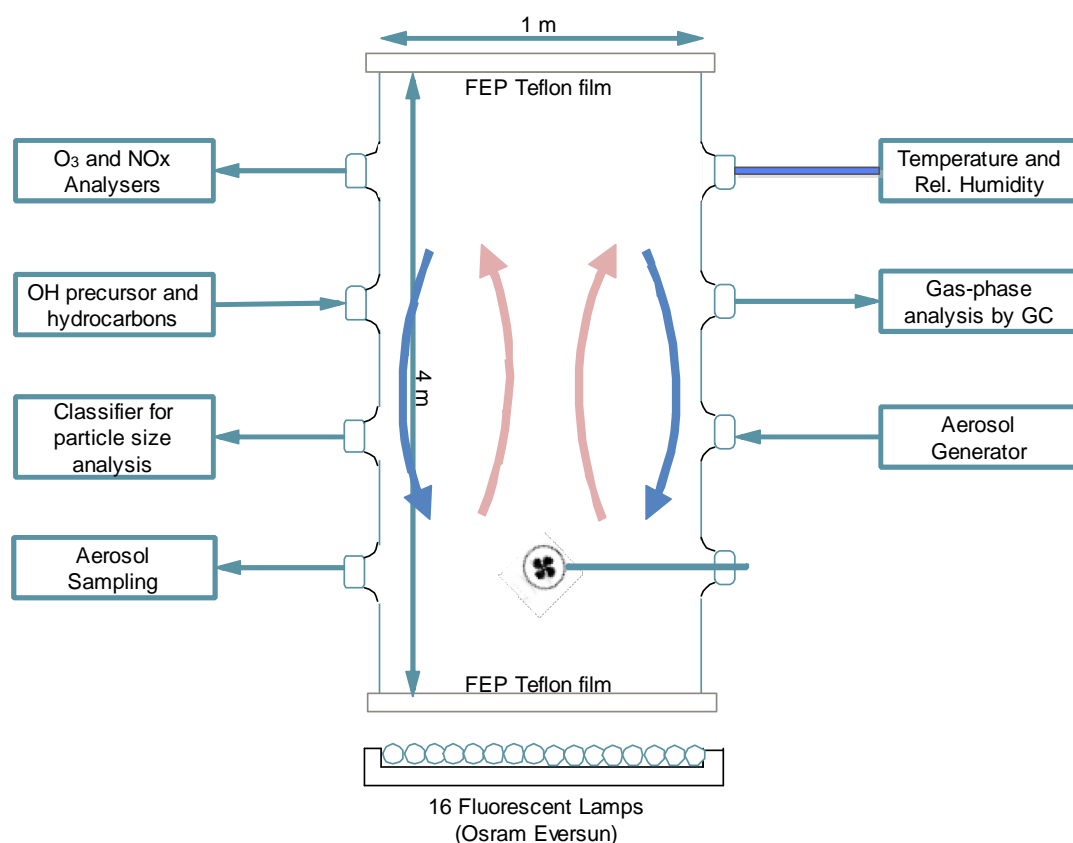 1 m
FEP Teflon film
O₃ and NOx
Analysers
Temperature and
Rel. Humidity
OH precursor and
hydrocarbons
Gas-phase
analysis by GC
4 m
Classifier for
particle size
analysis
Aerosol
Generator
Aerosol
Sampling
FEP Teflon film
16 Fluorescent Lamps
(Osram Eversun)